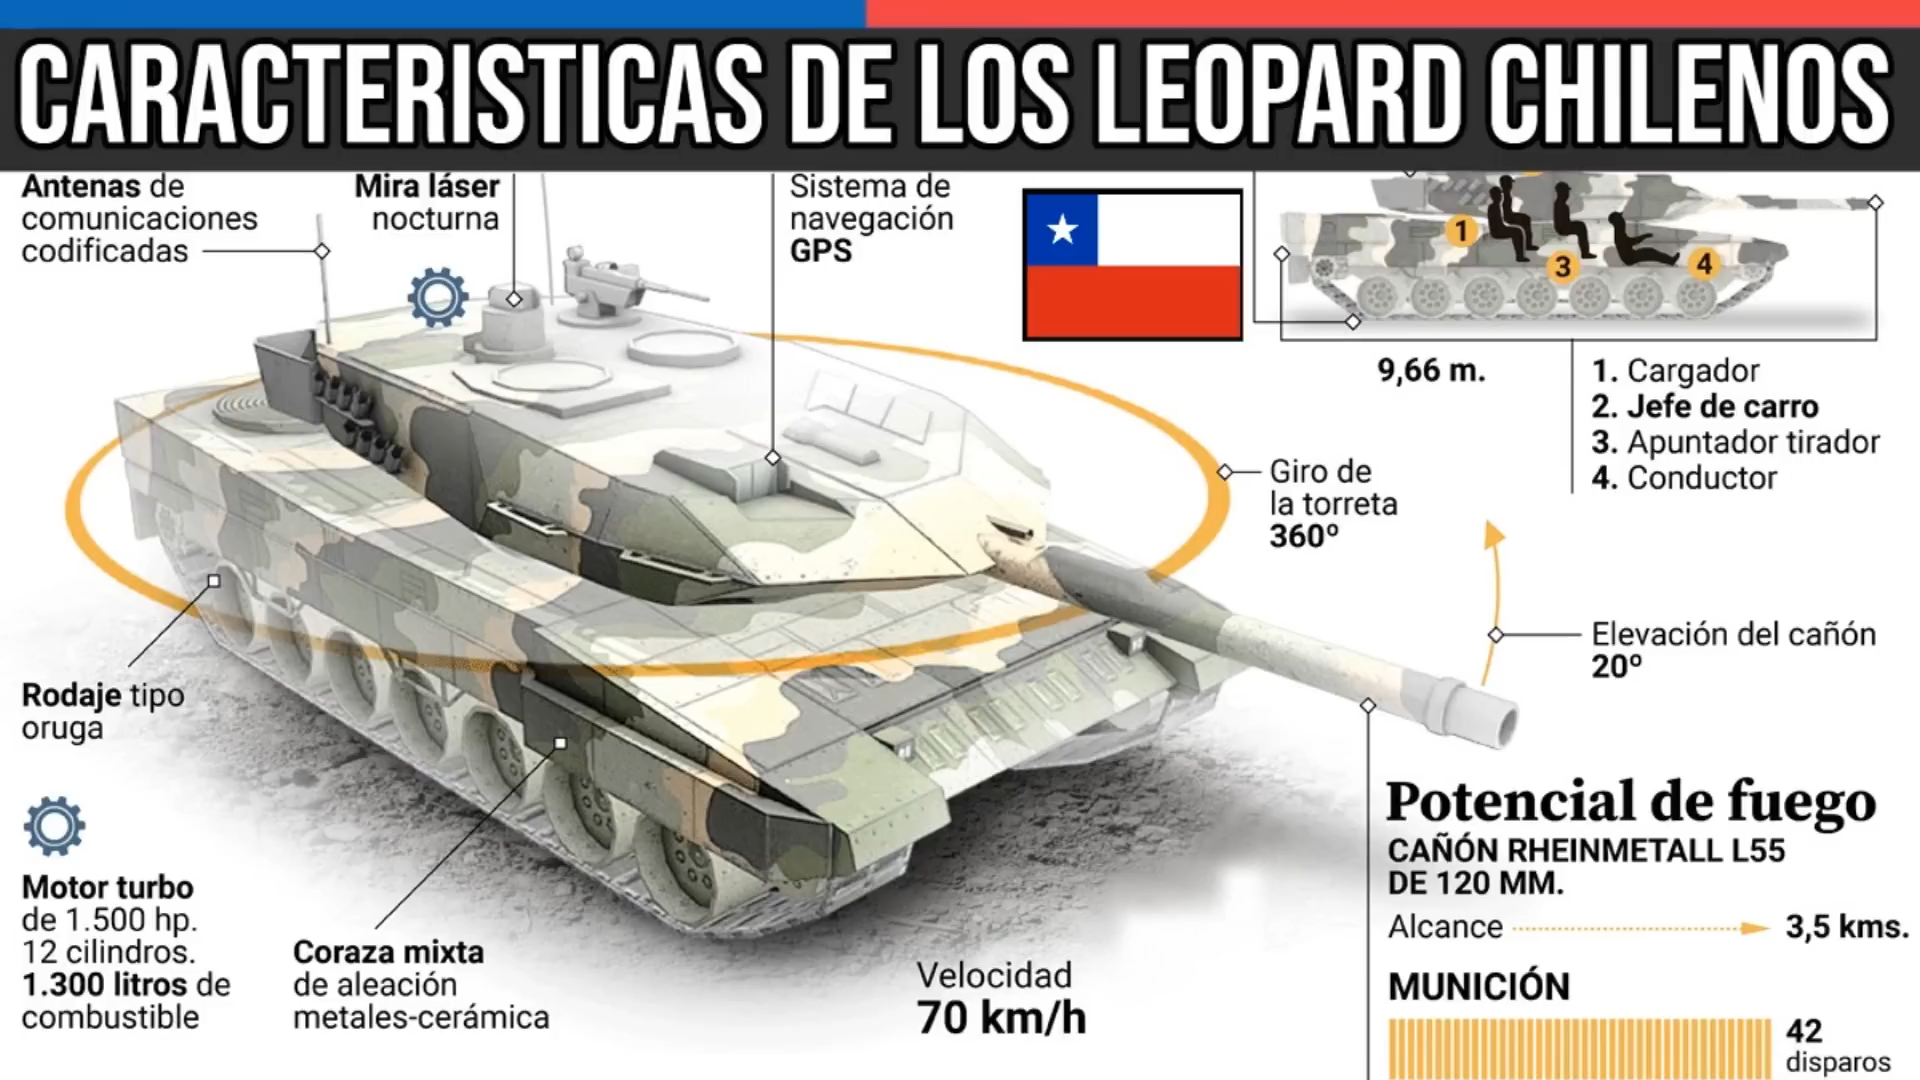 CARACTERISTICAS DE LOS LEOPARD CHILENOS
Antenas de
comunicaciones
codificadas
Mira láser
nocturna
Sistema de
navegación
GPS
1
3
4
9,66 m.
1. Cargador
2. Jefe de carro
3. Apuntador tirador
4. Conductor
Giro de
la torreta
360º
Elevación del cañón
20º
Rodaje tipo
oruga
Motor turbo
de 1.500 hp.
12 cilindros.
1.300 litros de
combustible
Coraza mixta
de aleación
metales-cerámica
Velocidad
70 km/h
Potencial de fuego
CAÑÓN RHEINMETALL L55
DE 120 MM.
Alcance 3,5 kms.
MUNICIÓN
42
disparos